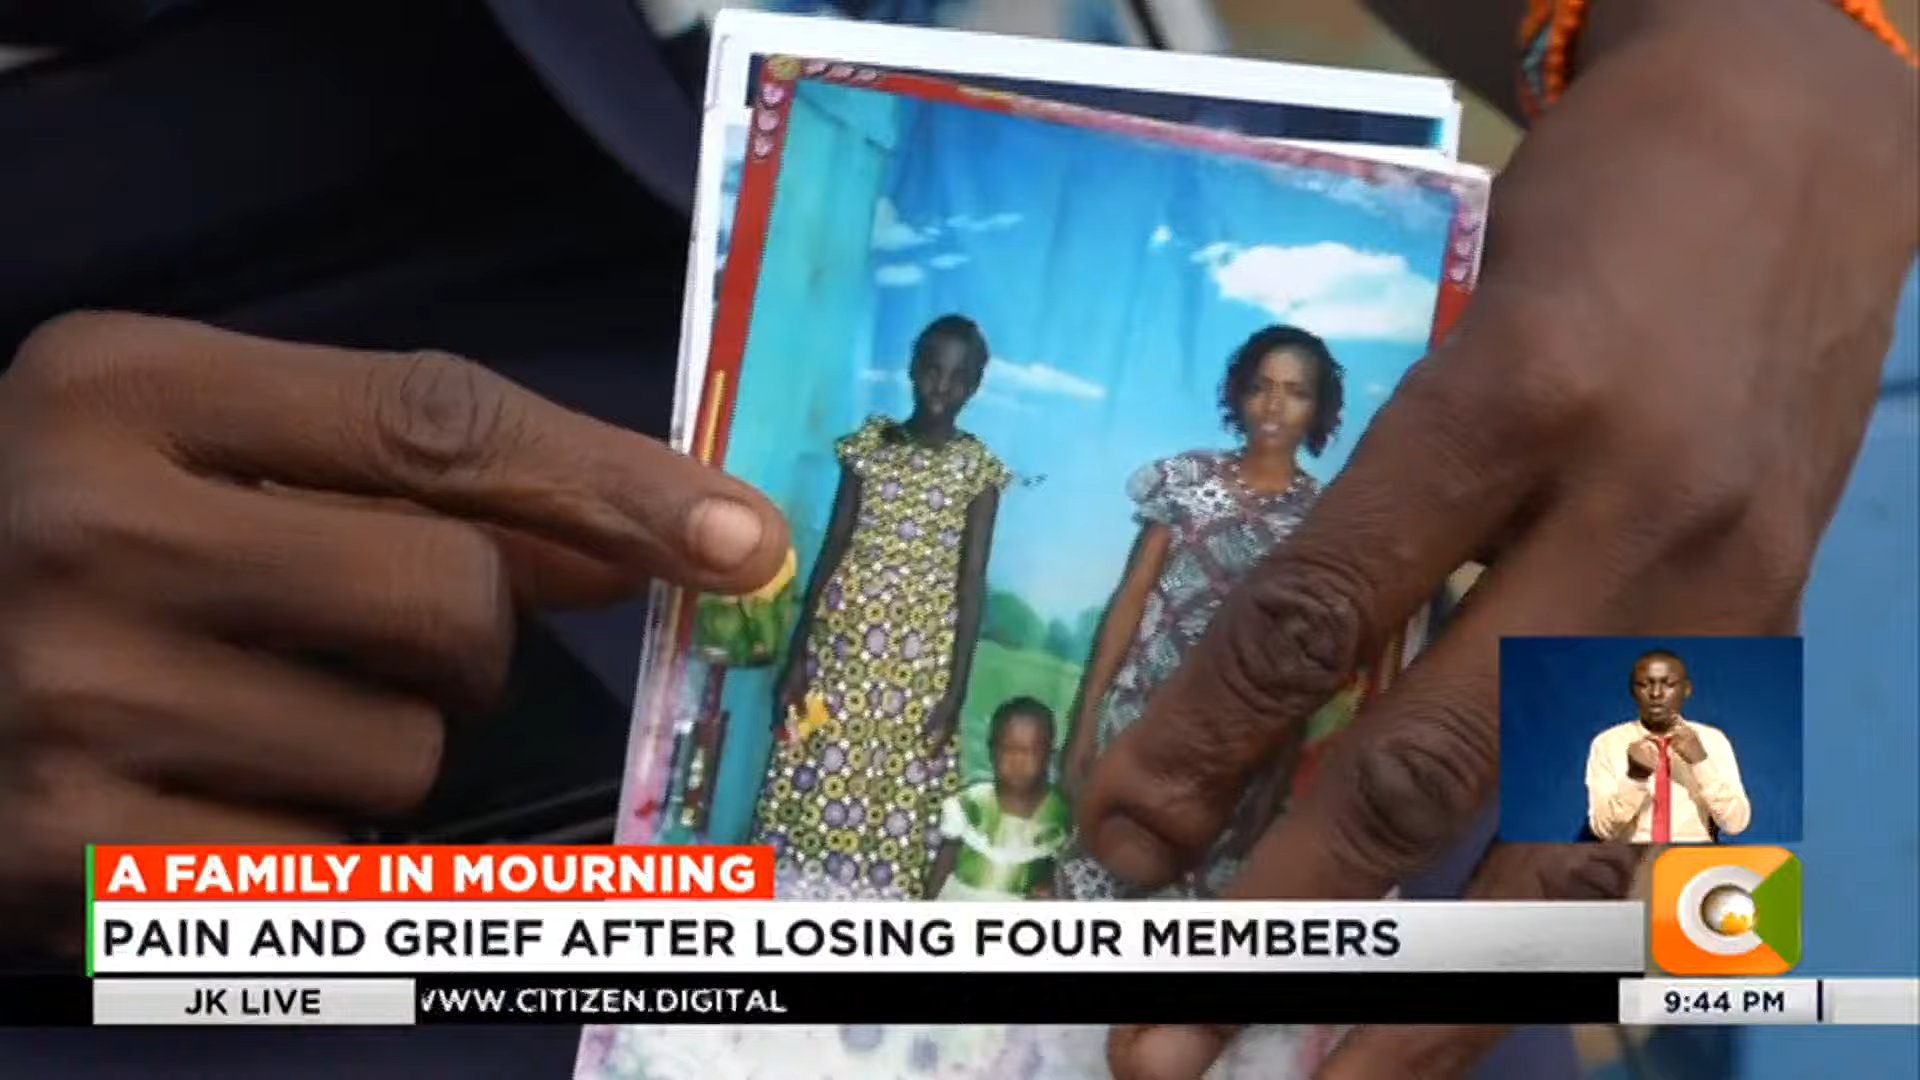 A FAMILY IN MOURNING
PAIN AND GRIEF AFTER LOSING FOUR MEMBERS
JK LIVE
WWW.CITIZEN.DIGITAL
9:44 PM